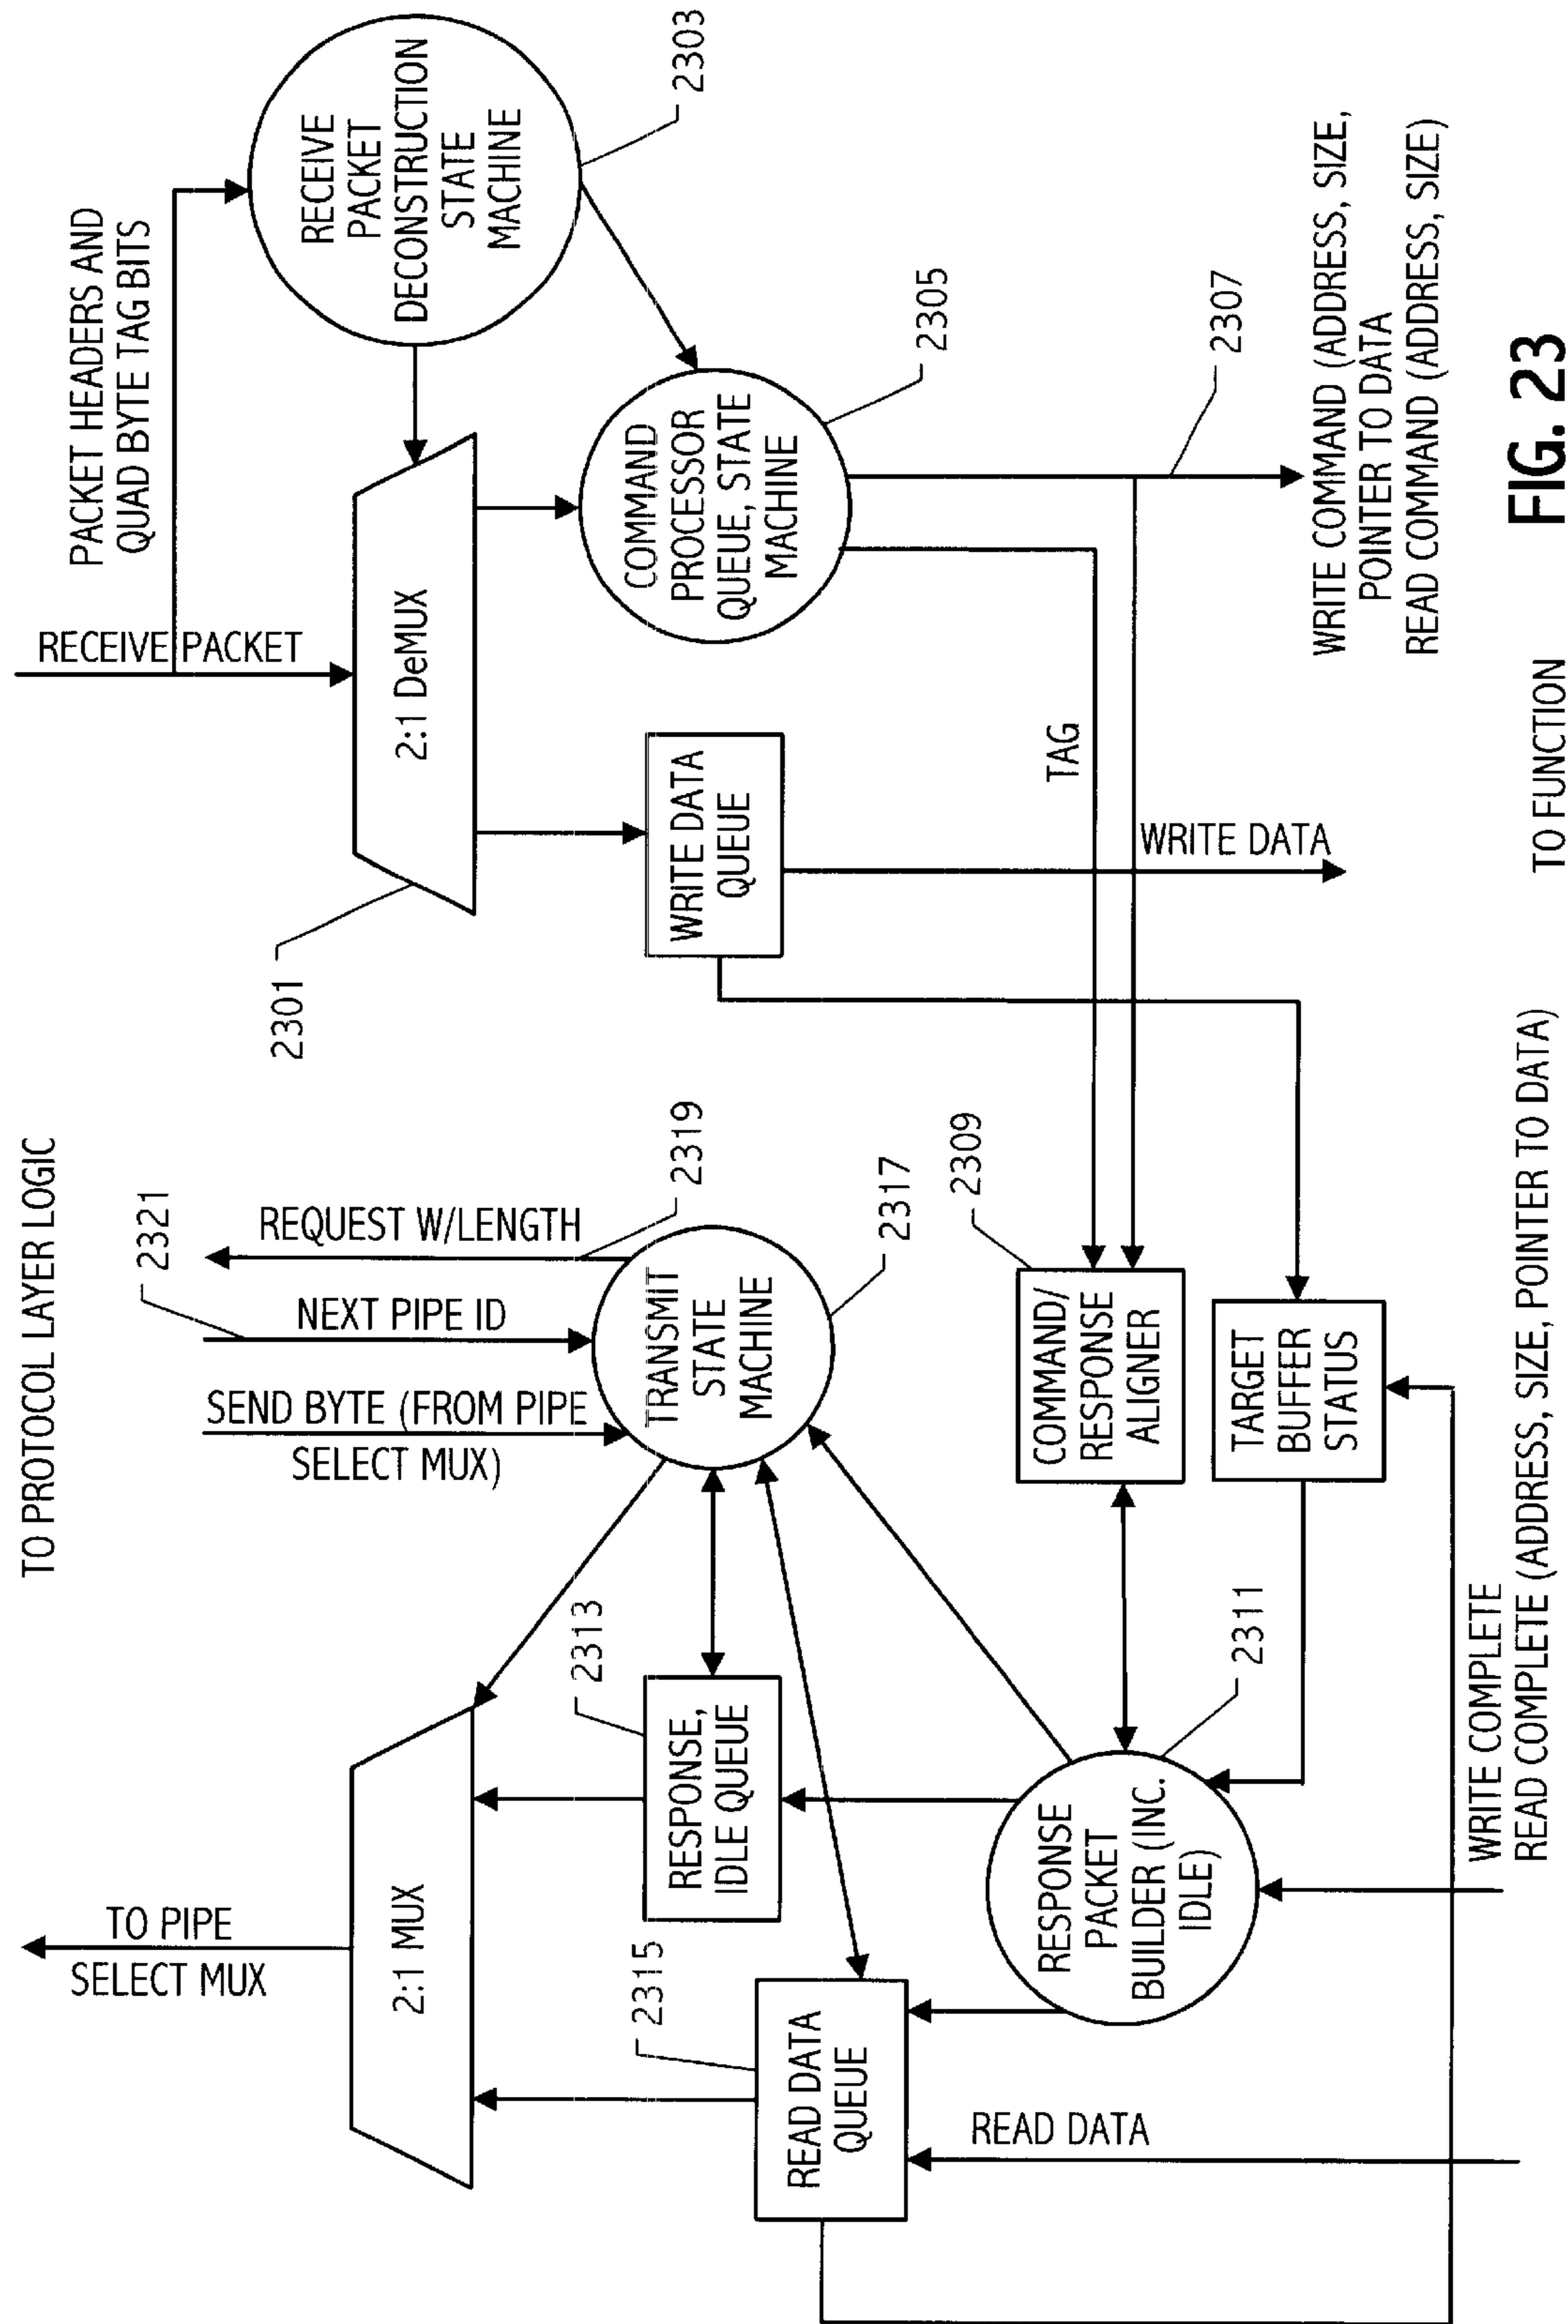 TO PROTOCOL LAYER LOGIC
TO PIPE
SELECT MUX
2:1 MUX
SEND BYTE (FROM PIPE
SELECT MUX)
NEXT PIPE ID
2321
REQUEST W/LENGTH
2319
TRANSMIT
STATE
MACHINE
2317
RESPONSE,
IDLE QUEUE
2313
READ DATA
QUEUE
2315
READ DATA
RESPONSE
PACKET
BUILDER (INC.
IDLE)
2311
COMMAND/
RESPONSE
ALIGNER
2309
TARGET
BUFFER
STATUS
WRITE COMPLETE
READ COMPLETE (ADDRESS, SIZE, POINTER TO DATA)
RECEIVE PACKET
PACKET HEADERS AND
QUAD BYTE TAG BITS
2:1 DeMUX
2301
RECEIVE
PACKET
DECONSTRUCTION
STATE
MACHINE
2303
WRITE DATA
QUEUE
COMMAND
PROCESSOR
QUEUE, STATE
MACHINE
2305
TAG
WRITE DATA
2307
WRITE COMMAND (ADDRESS, SIZE,
POINTER TO DATA
READ COMMAND (ADDRESS, SIZE)
TO FUNCTION
FIG. 23